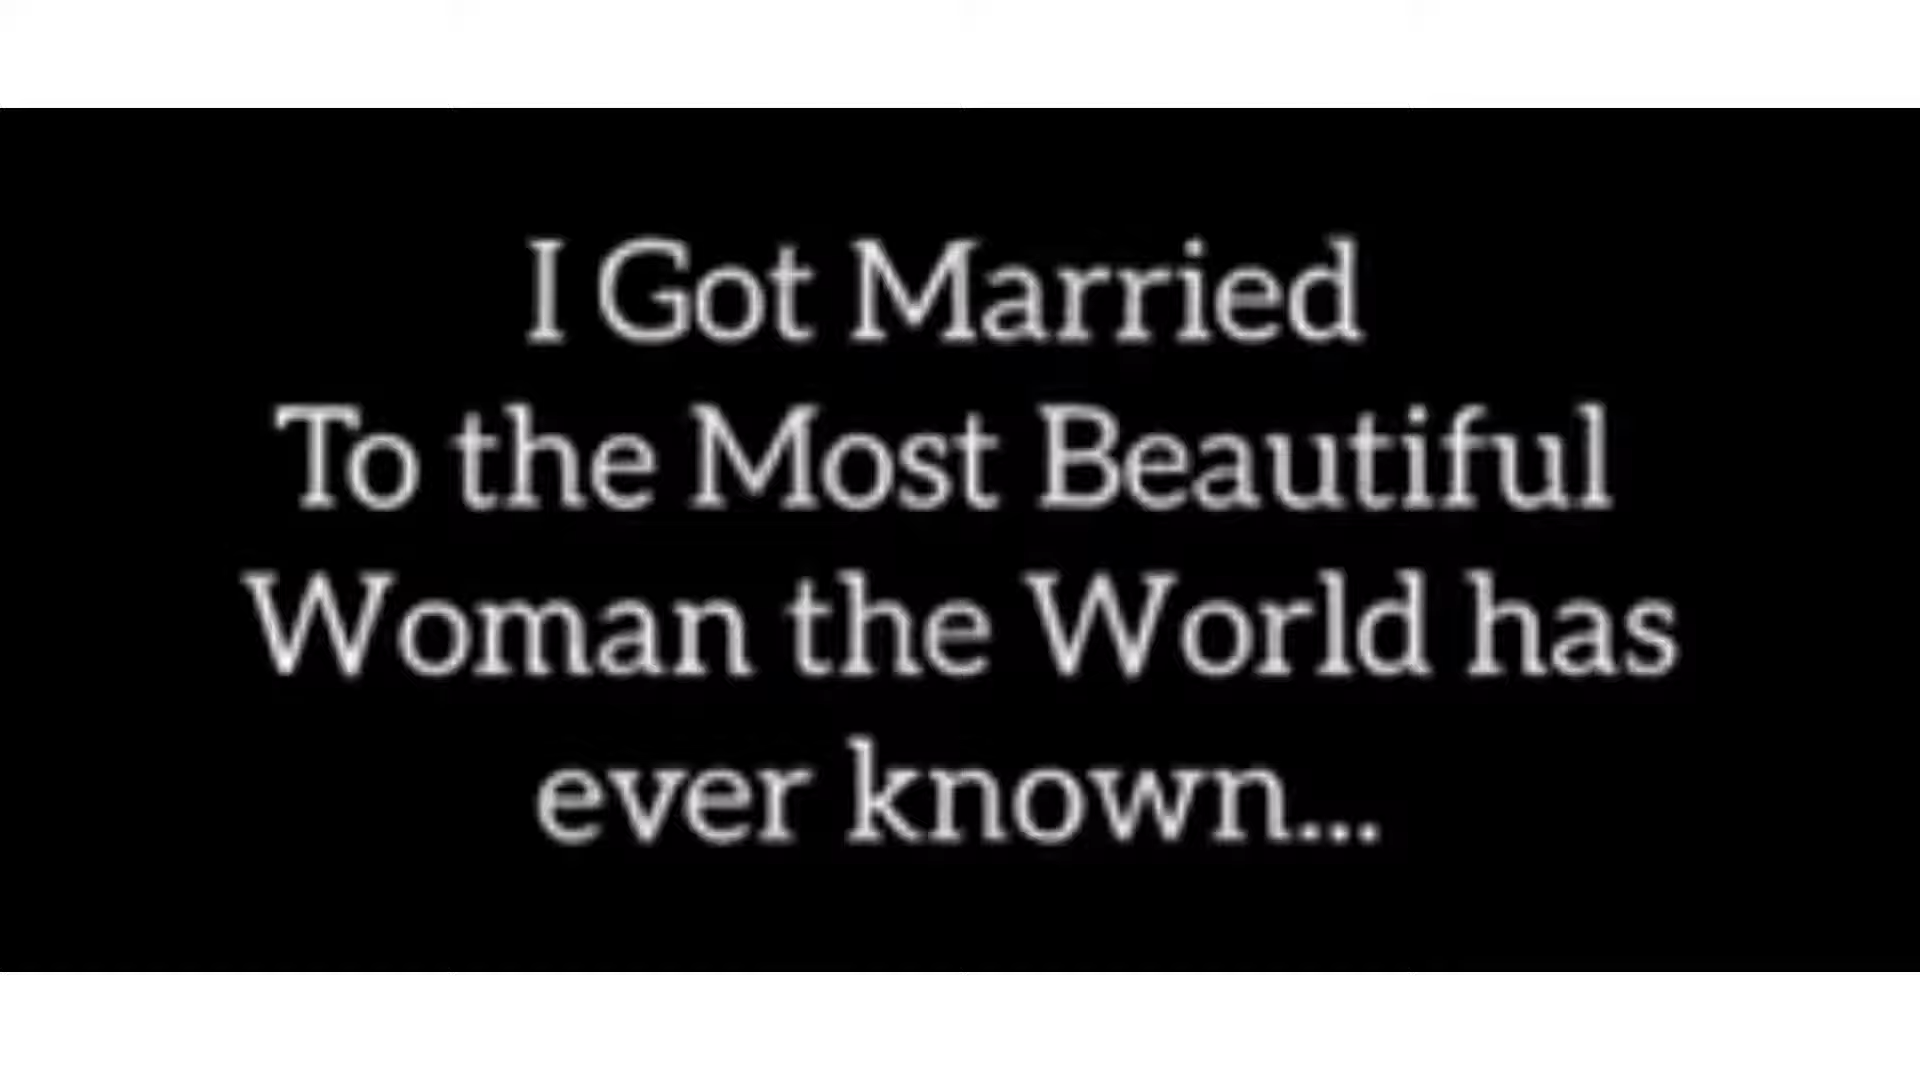 I Got Married
To the Most Beautiful
Woman the World has
ever known...